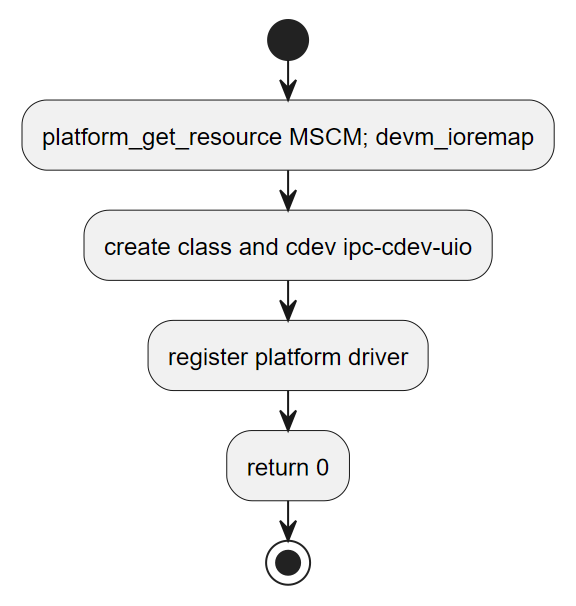 platform_get_resource MSCM; devm_ioremap
create class and cdev ipc-cdev-uio
register platform driver
return 0